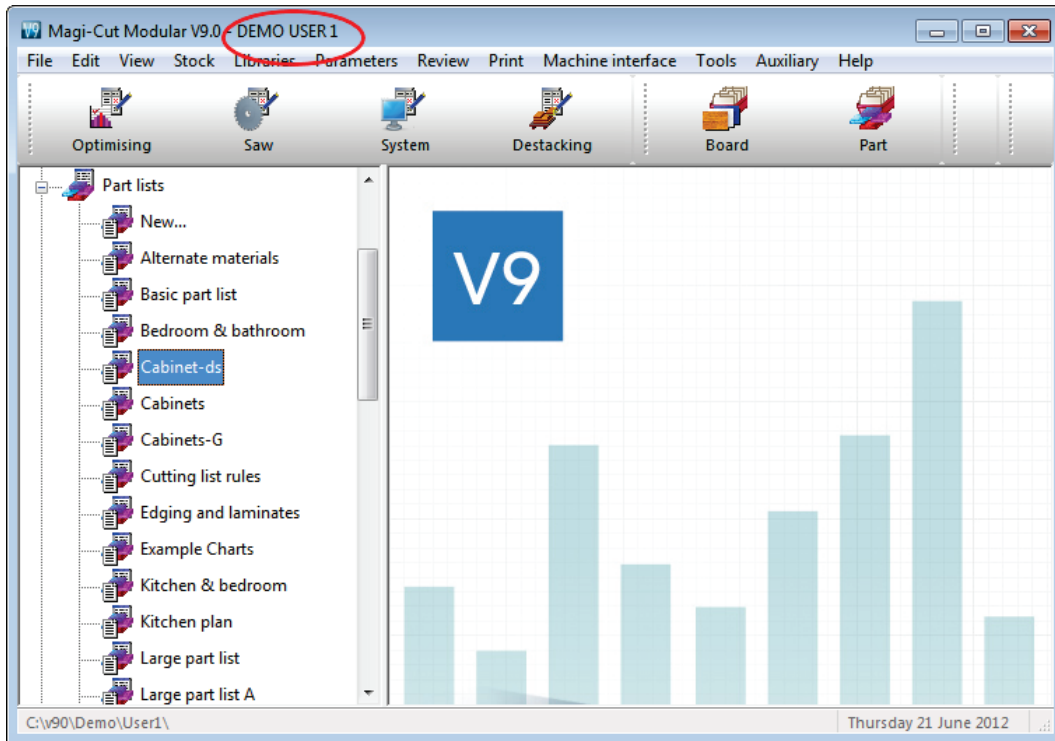 V9 Magi-Cut Modular V9.0 - DEMO USER 1
File Edit View Stock Libraries Parameters Review Print Machine interface Tools Auxiliary Help
Optimising Saw System Destacking Board Part
Part lists
New...
Alternate materials
Basic part list
Bedroom & bathroom
Cabinet-ds
Cabinets
Cabinets-G
Cutting list rules
Edging and laminates
Example Charts
Kitchen & bedroom
Kitchen plan
Large part list
Large part list A
V9
C:\v90\Demo\User1\ Thursday 21 June 2012